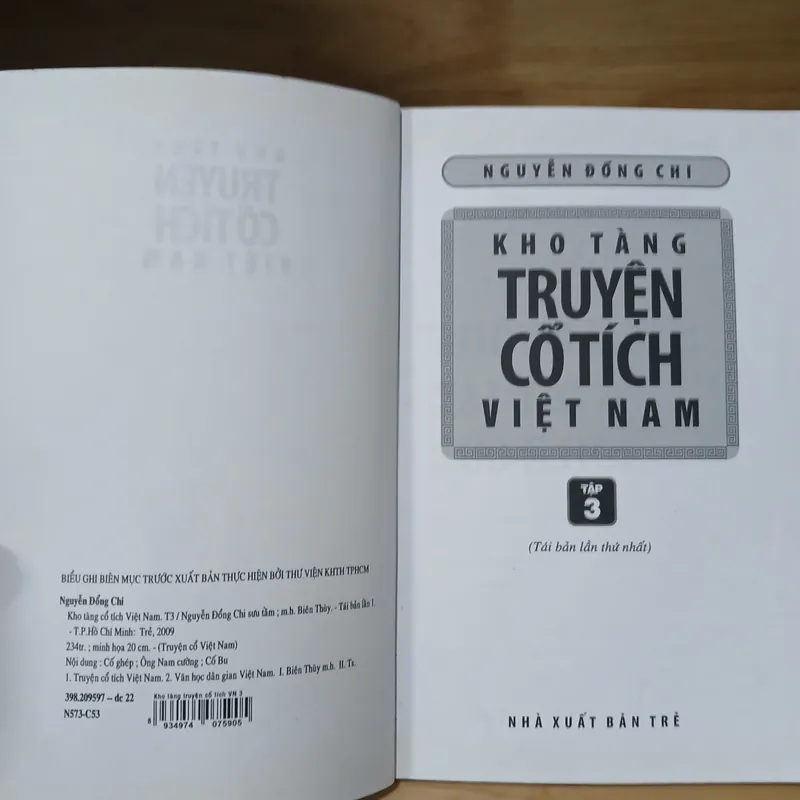 BIỂU GHI BIÊN MỤC TRƯỚC XUẤT BẢN THỰC HIỆN BỞI THƯ VIỆN KHTH TPHCM
Nguyễn Đổng Chi
Kho tàng cổ tích Việt Nam. T3 / Nguyễn Đổng Chi sưu tầm ; m.h. Biên Thùy. - Tái bản lần 1.
- T.P.Hồ Chí Minh: Trẻ, 2009
234tr. ; minh họa 20 cm. - (Truyện cổ Việt Nam)
Nội dung : Cố ghép ; Ông Nam cường ; Cố Bu
1. Truyện cổ tích Việt Nam. 2. Văn học dân gian Việt Nam. I. Biên Thùy m.h. II. Ts.
398.209597 – dc 22
N573-C53
Kho tàng truyện cổ tích VN 3
8 934974 075905
NGUYỄN ĐỔNG CHI
KHO TÀNG
TRUYỆN
CỔ TÍCH
VIỆT NAM
TẬP
3
(Tái bản lần thứ nhất)
NHÀ XUẤT BẢN TRẺ